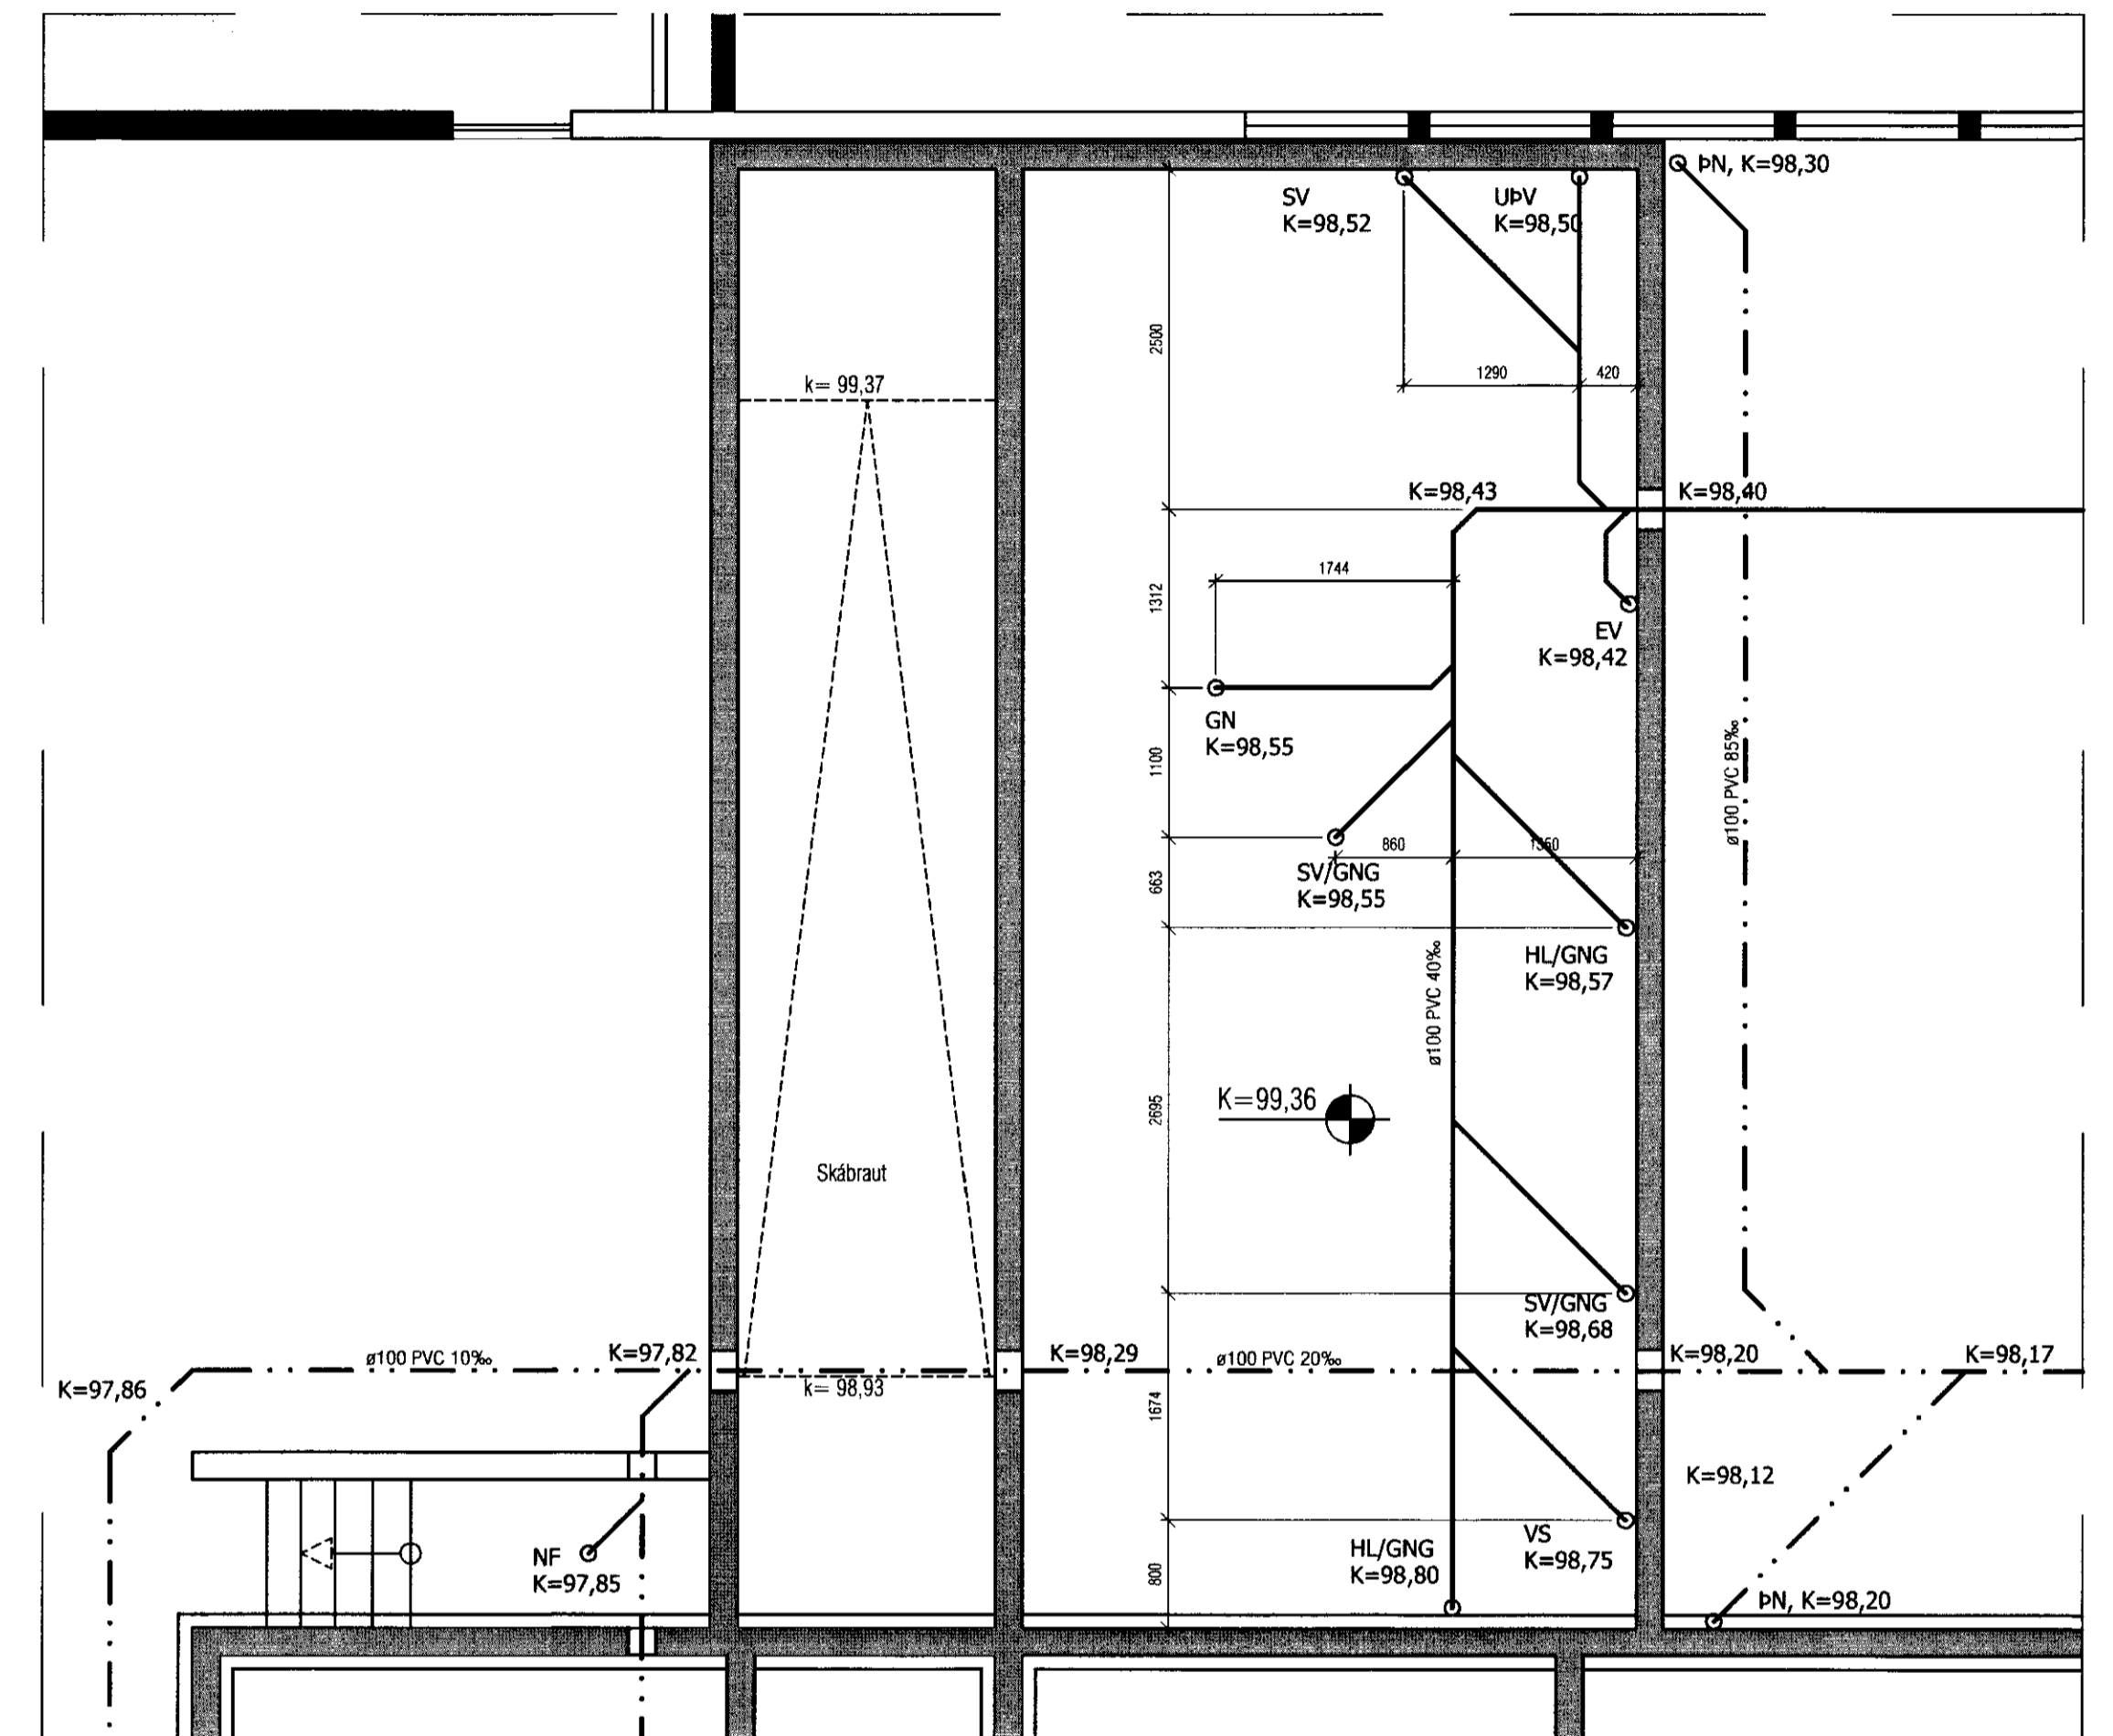 ÞN, K=98,30
SV
K=98,52
UÞV
K=98,50
2500
1290
420
k= 99,37
K=98,43
K=98,40
1744
1312
EV
K=98,42
GN
K=98,55
ø100 PVC 85‰
1100
860
1350
SV/GNG
K=98,55
663
HL/GNG
K=98,57
ø100 PVC 40‰
K=99,36
2695
Skábraut
SV/GNG
K=98,68
K=97,86
ø100 PVC 10‰
K=97,82
k= 98,93
K=98,29
ø100 PVC 20‰
K=98,20
K=98,17
1674
K=98,12
NF
K=97,85
HL/GNG
K=98,80
VS
K=98,75
800
ÞN, K=98,20